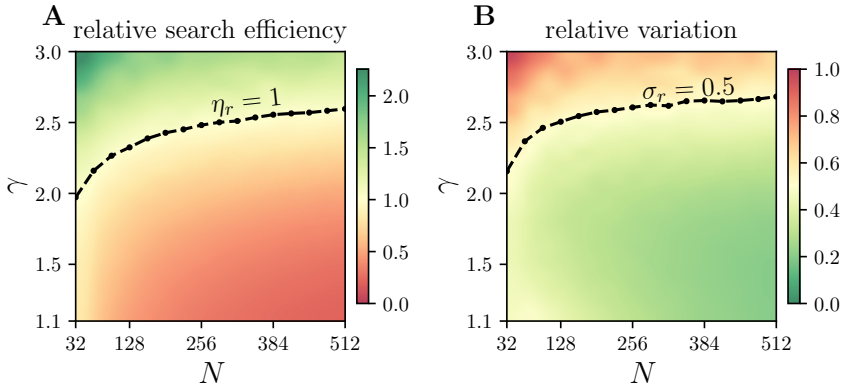 A relative search efficiency
3.0
2.5
2.0
1.5
1.1
γ
η_r = 1
32 128 256 384 512
N
2.0
1.5
1.0
0.5
0.0
B relative variation
3.0
2.5
2.0
1.5
1.1
γ
σ_r = 0.5
32 128 256 384 512
N
1.0
0.8
0.6
0.4
0.2
0.0